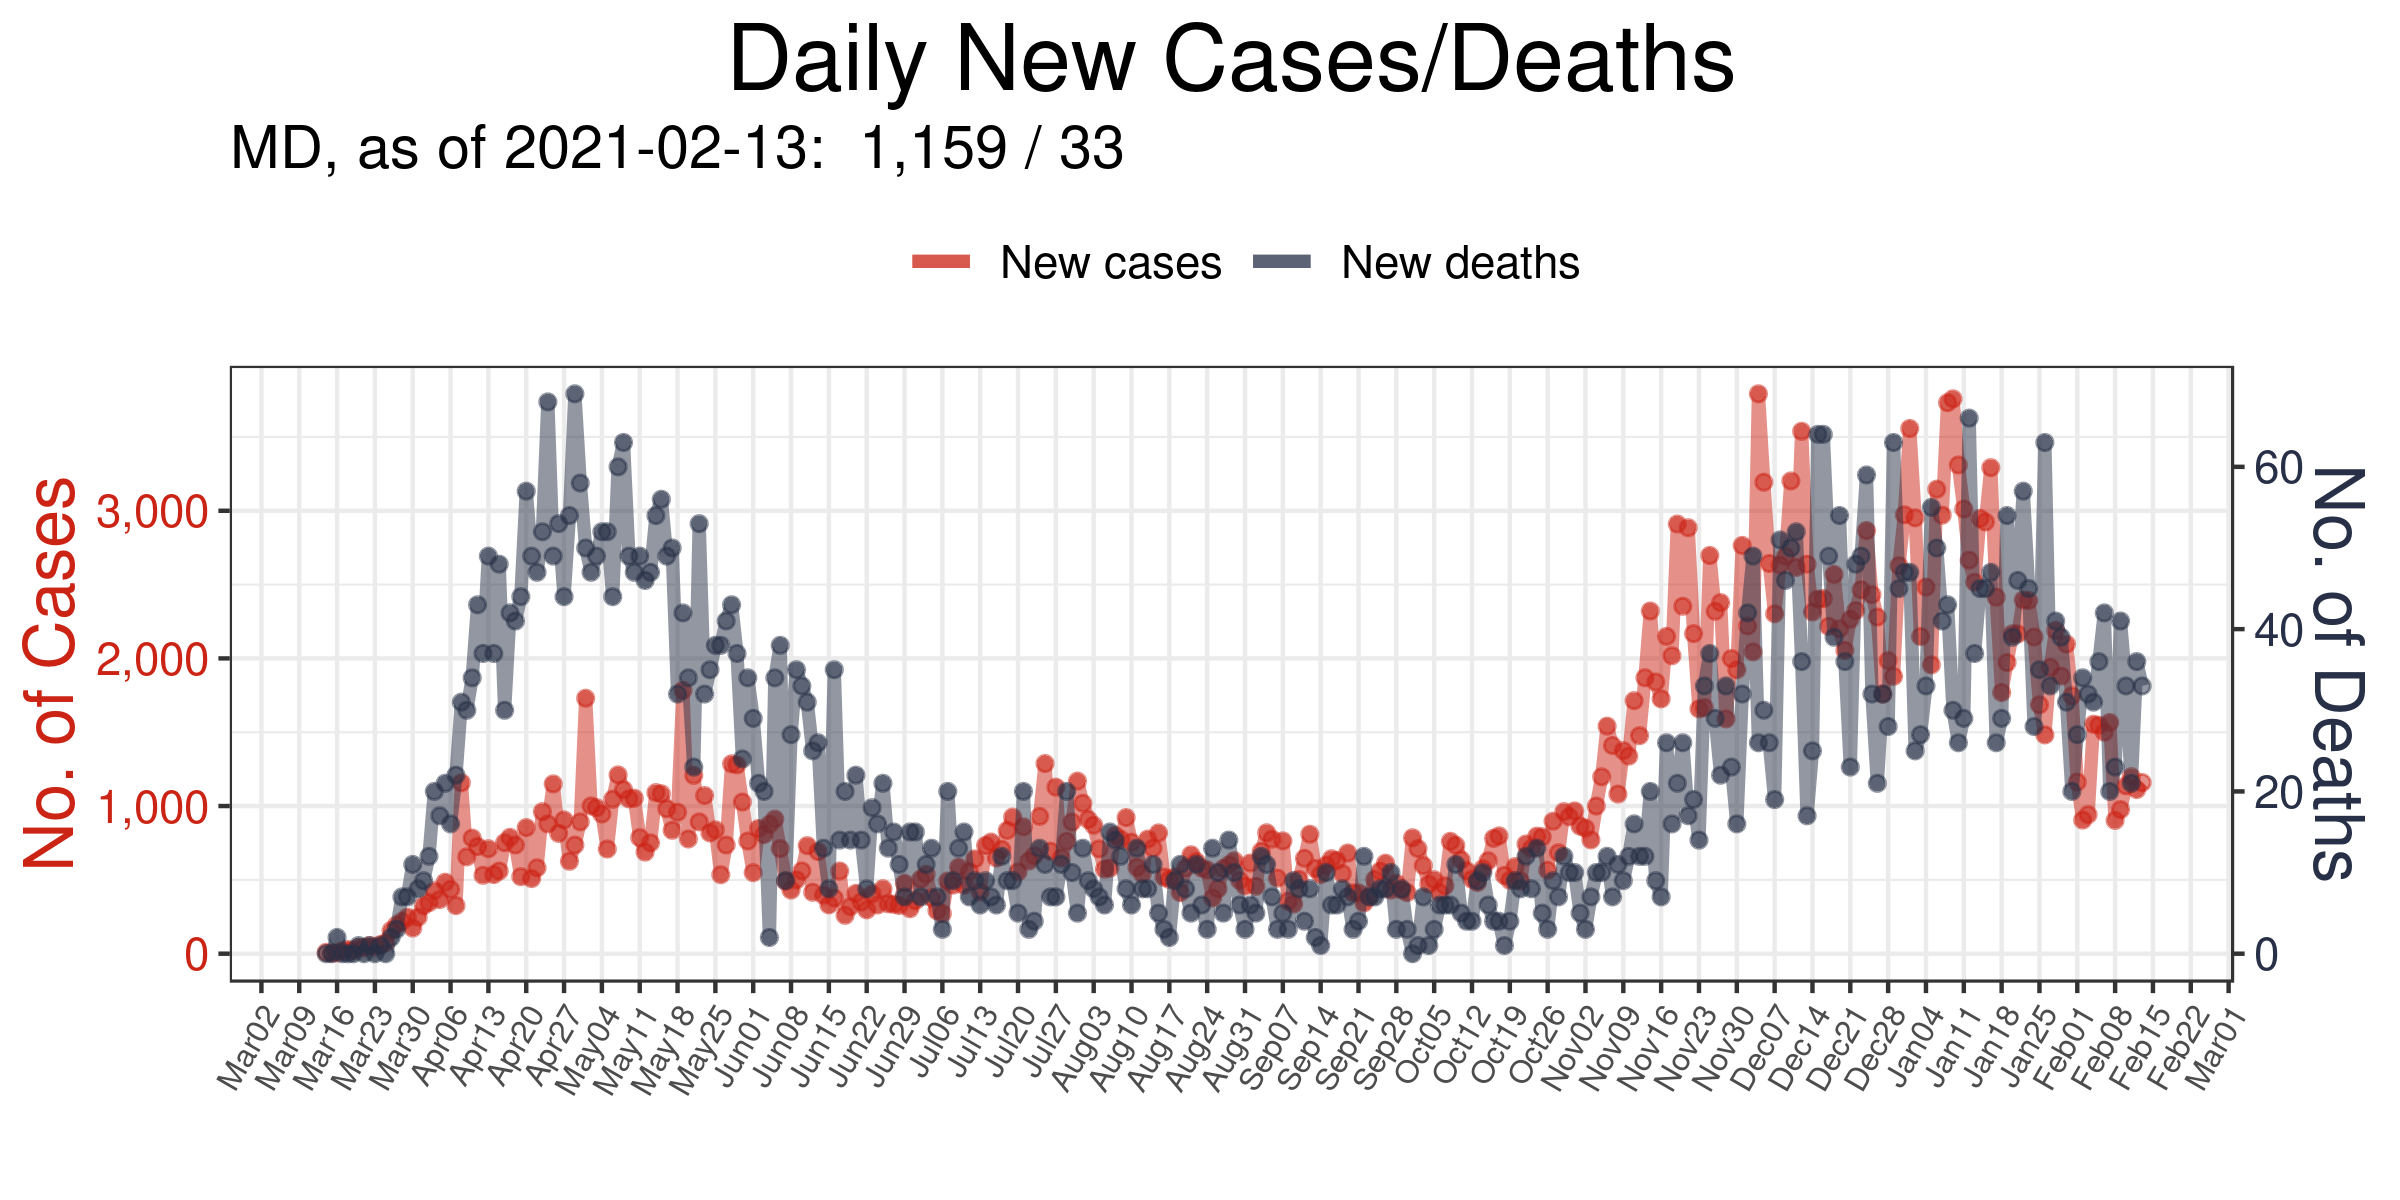 Daily New Cases/Deaths
MD, as of 2021-02-13:  1,159 / 33
New cases
New deaths
No. of Cases
3,000
2,000
1,000
0
60
40
20
0
No. of Deaths
Mar02
Mar09
Mar16
Mar23
Mar30
Apr06
Apr13
Apr20
Apr27
May04
May11
May18
May25
Jun01
Jun08
Jun15
Jun22
Jun29
Jul06
Jul13
Jul20
Jul27
Aug03
Aug10
Aug17
Aug24
Aug31
Sep07
Sep14
Sep21
Sep28
Oct05
Oct12
Oct19
Oct26
Nov02
Nov09
Nov16
Nov23
Nov30
Dec07
Dec14
Dec21
Dec28
Jan04
Jan11
Jan18
Jan25
Feb01
Feb08
Feb15
Feb22
Mar01